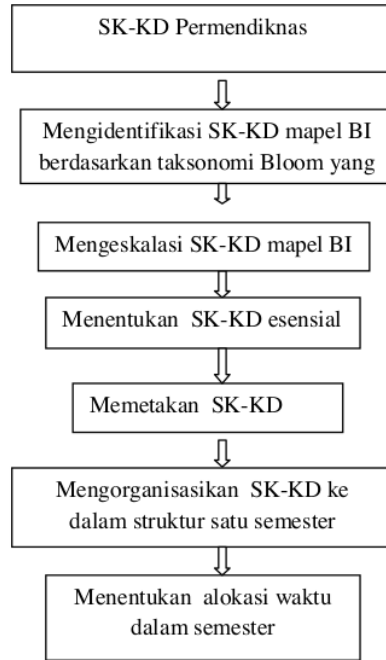 SK-KD Permendiknas
Mengidentifikasi SK-KD mapel BI
berdasarkan taksonomi Bloom yang
Mengeskalasi SK-KD mapel BI
Menentukan SK-KD esensial
Memetakan SK-KD
Mengorganisasikan SK-KD ke
dalam struktur satu semester
Menentukan alokasi waktu
dalam semester